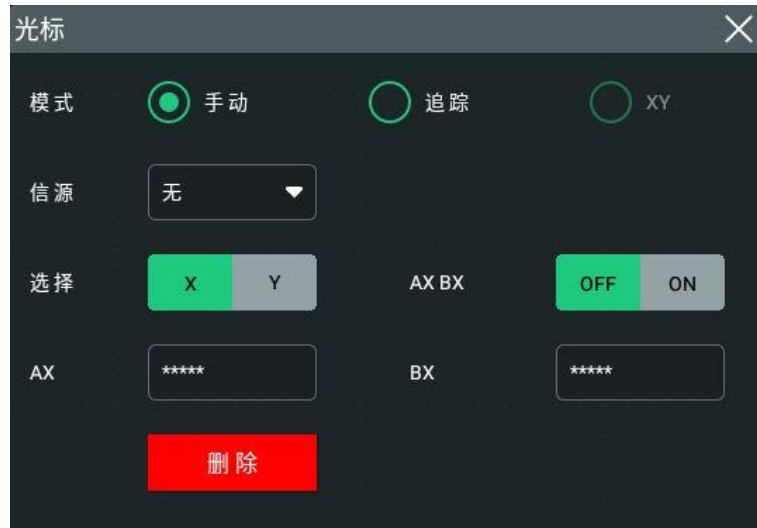 光标
模式 手动 追踪 XY
信源 无
选择 X Y AX BX OFF ON
AX ***** BX *****
删除